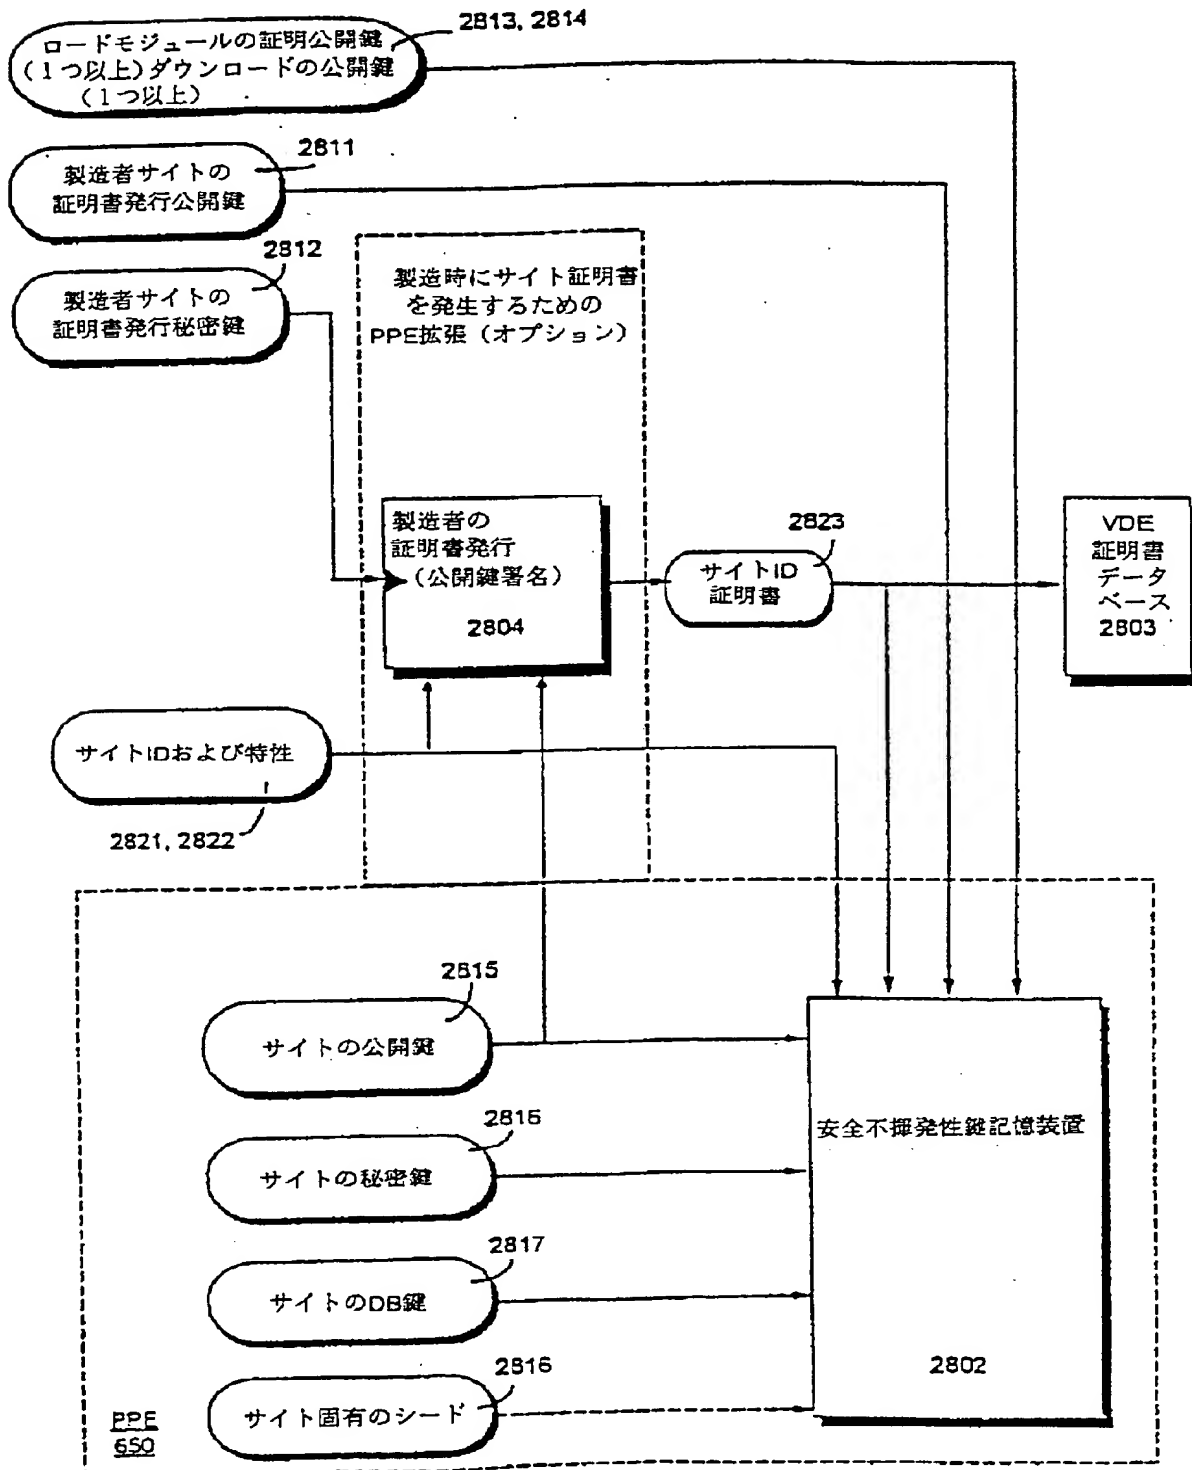 2813, 2814
ロードモジュールの証明公開鍵
(1つ以上)ダウンロードの公開鍵
(1つ以上)
2811
製造者サイトの
証明書発行公開鍵
2812
製造者サイトの
証明書発行秘密鍵
製造時にサイト証明書
を発生するための
PPE拡張(オプション)
製造者の
証明書発行
(公開鍵署名)
2804
2823
サイトID
証明書
VDE
証明書
データ
ベース
2803
サイトIDおよび特性
2821, 2822
2815
サイトの公開鍵
2816
サイトの秘密鍵
2817
サイトのDB鍵
2816
サイト固有のシード
安全不揮発性鍵記憶装置
2802
PPE
650